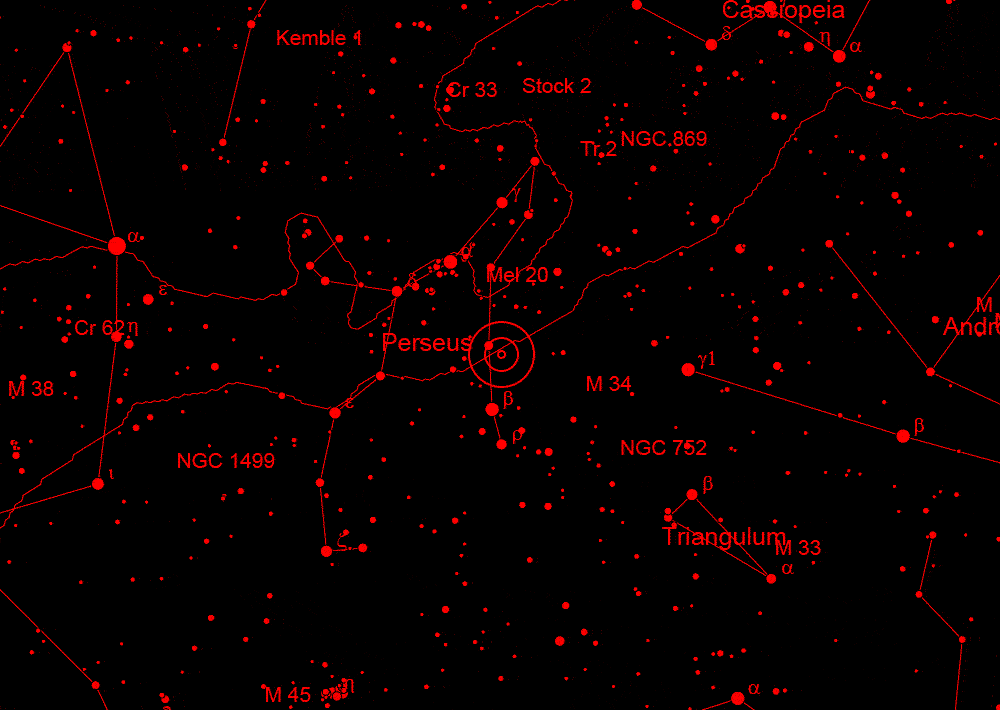 Cassiopeia
Kemble 1
δ
γ
η
α
Cr 33
Stock 2
NGC 869
Tr 2
γ
α
α
Mel 20
ε
M
M
Cr 62
η
Andro
Perseus
γ1
M 38
M 34
β
ε
β
ρ
NGC 1499
NGC 752
ι
β
Triangulum
M 33
ζ
α
M 45
η
α